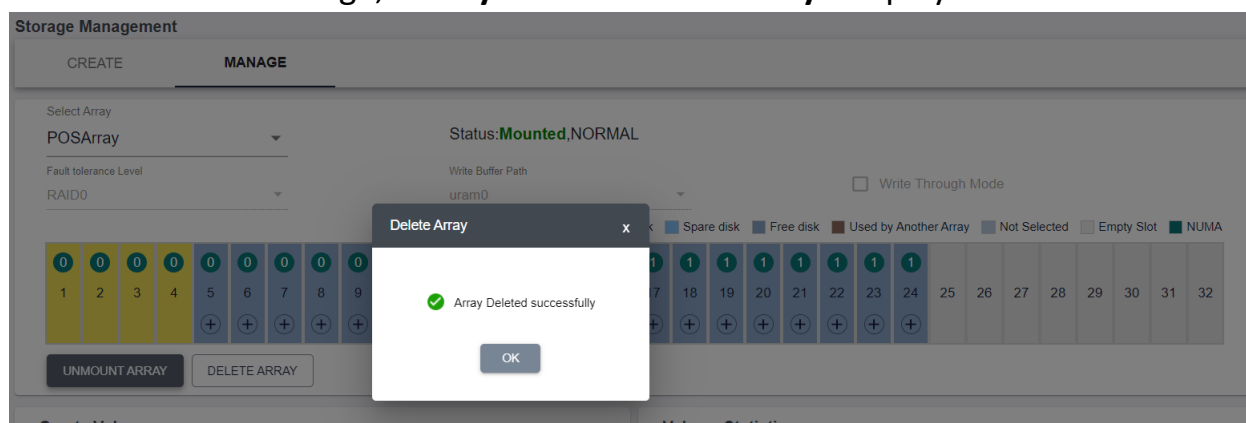 Storage Management
CREATE MANAGE
Select Array
POSArray Status:Mounted,NORMAL
Fault tolerance Level Write Buffer Path
RAID0 uram0 Write Through Mode
Delete Array x
Spare disk Free disk Used by Another Array Not Selected Empty Slot NUMA
0 0 0 0 0 0 0 0 0 1 1 1 1 1 1 1 1
1 2 3 4 5 6 7 8 9 18 19 20 21 22 23 24 25 26 27 28 29 30 31 32
Array Deleted successfully
OK
UNMOUNT ARRAY DELETE ARRAY